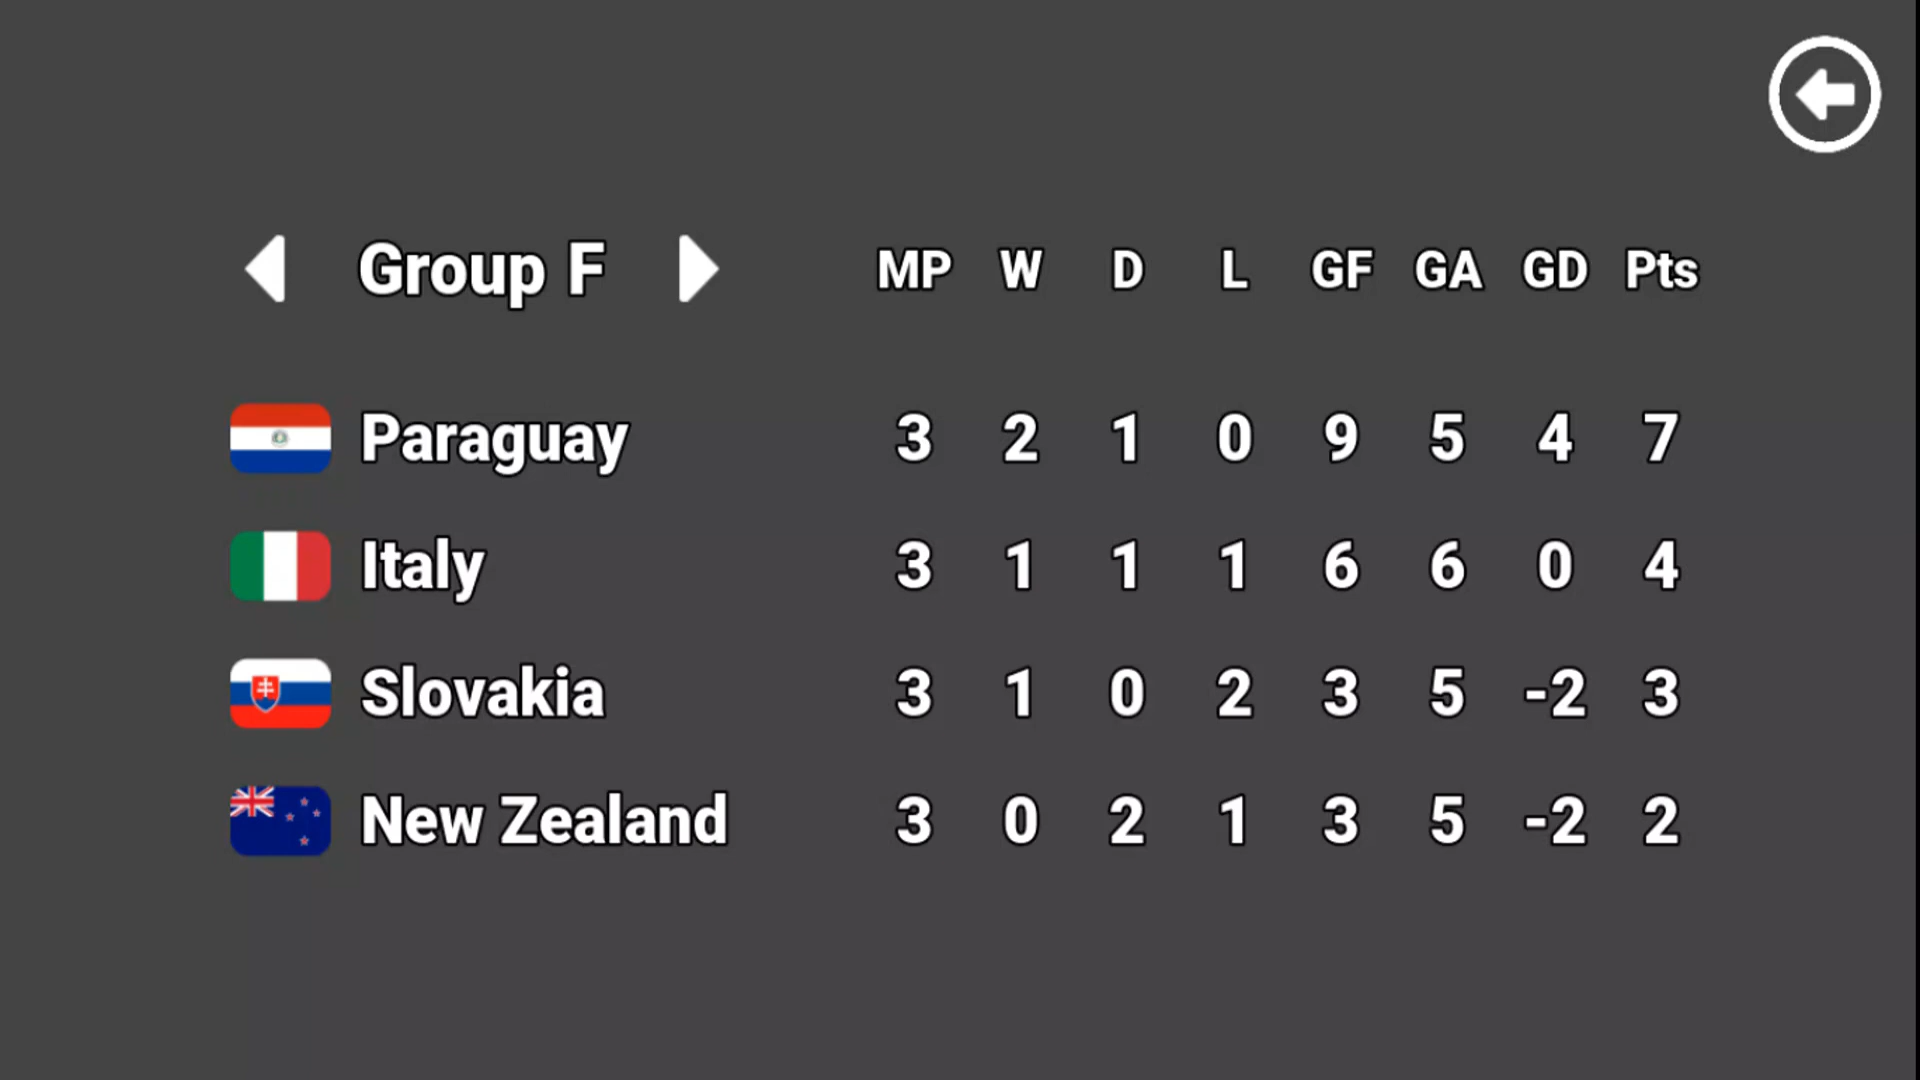 Group F MP W D L GF GA GD Pts
Paraguay 3 2 1 0 9 5 4 7
Italy 3 1 1 1 6 6 0 4
Slovakia 3 1 0 2 3 5 -2 3
New Zealand 3 0 2 1 3 5 -2 2